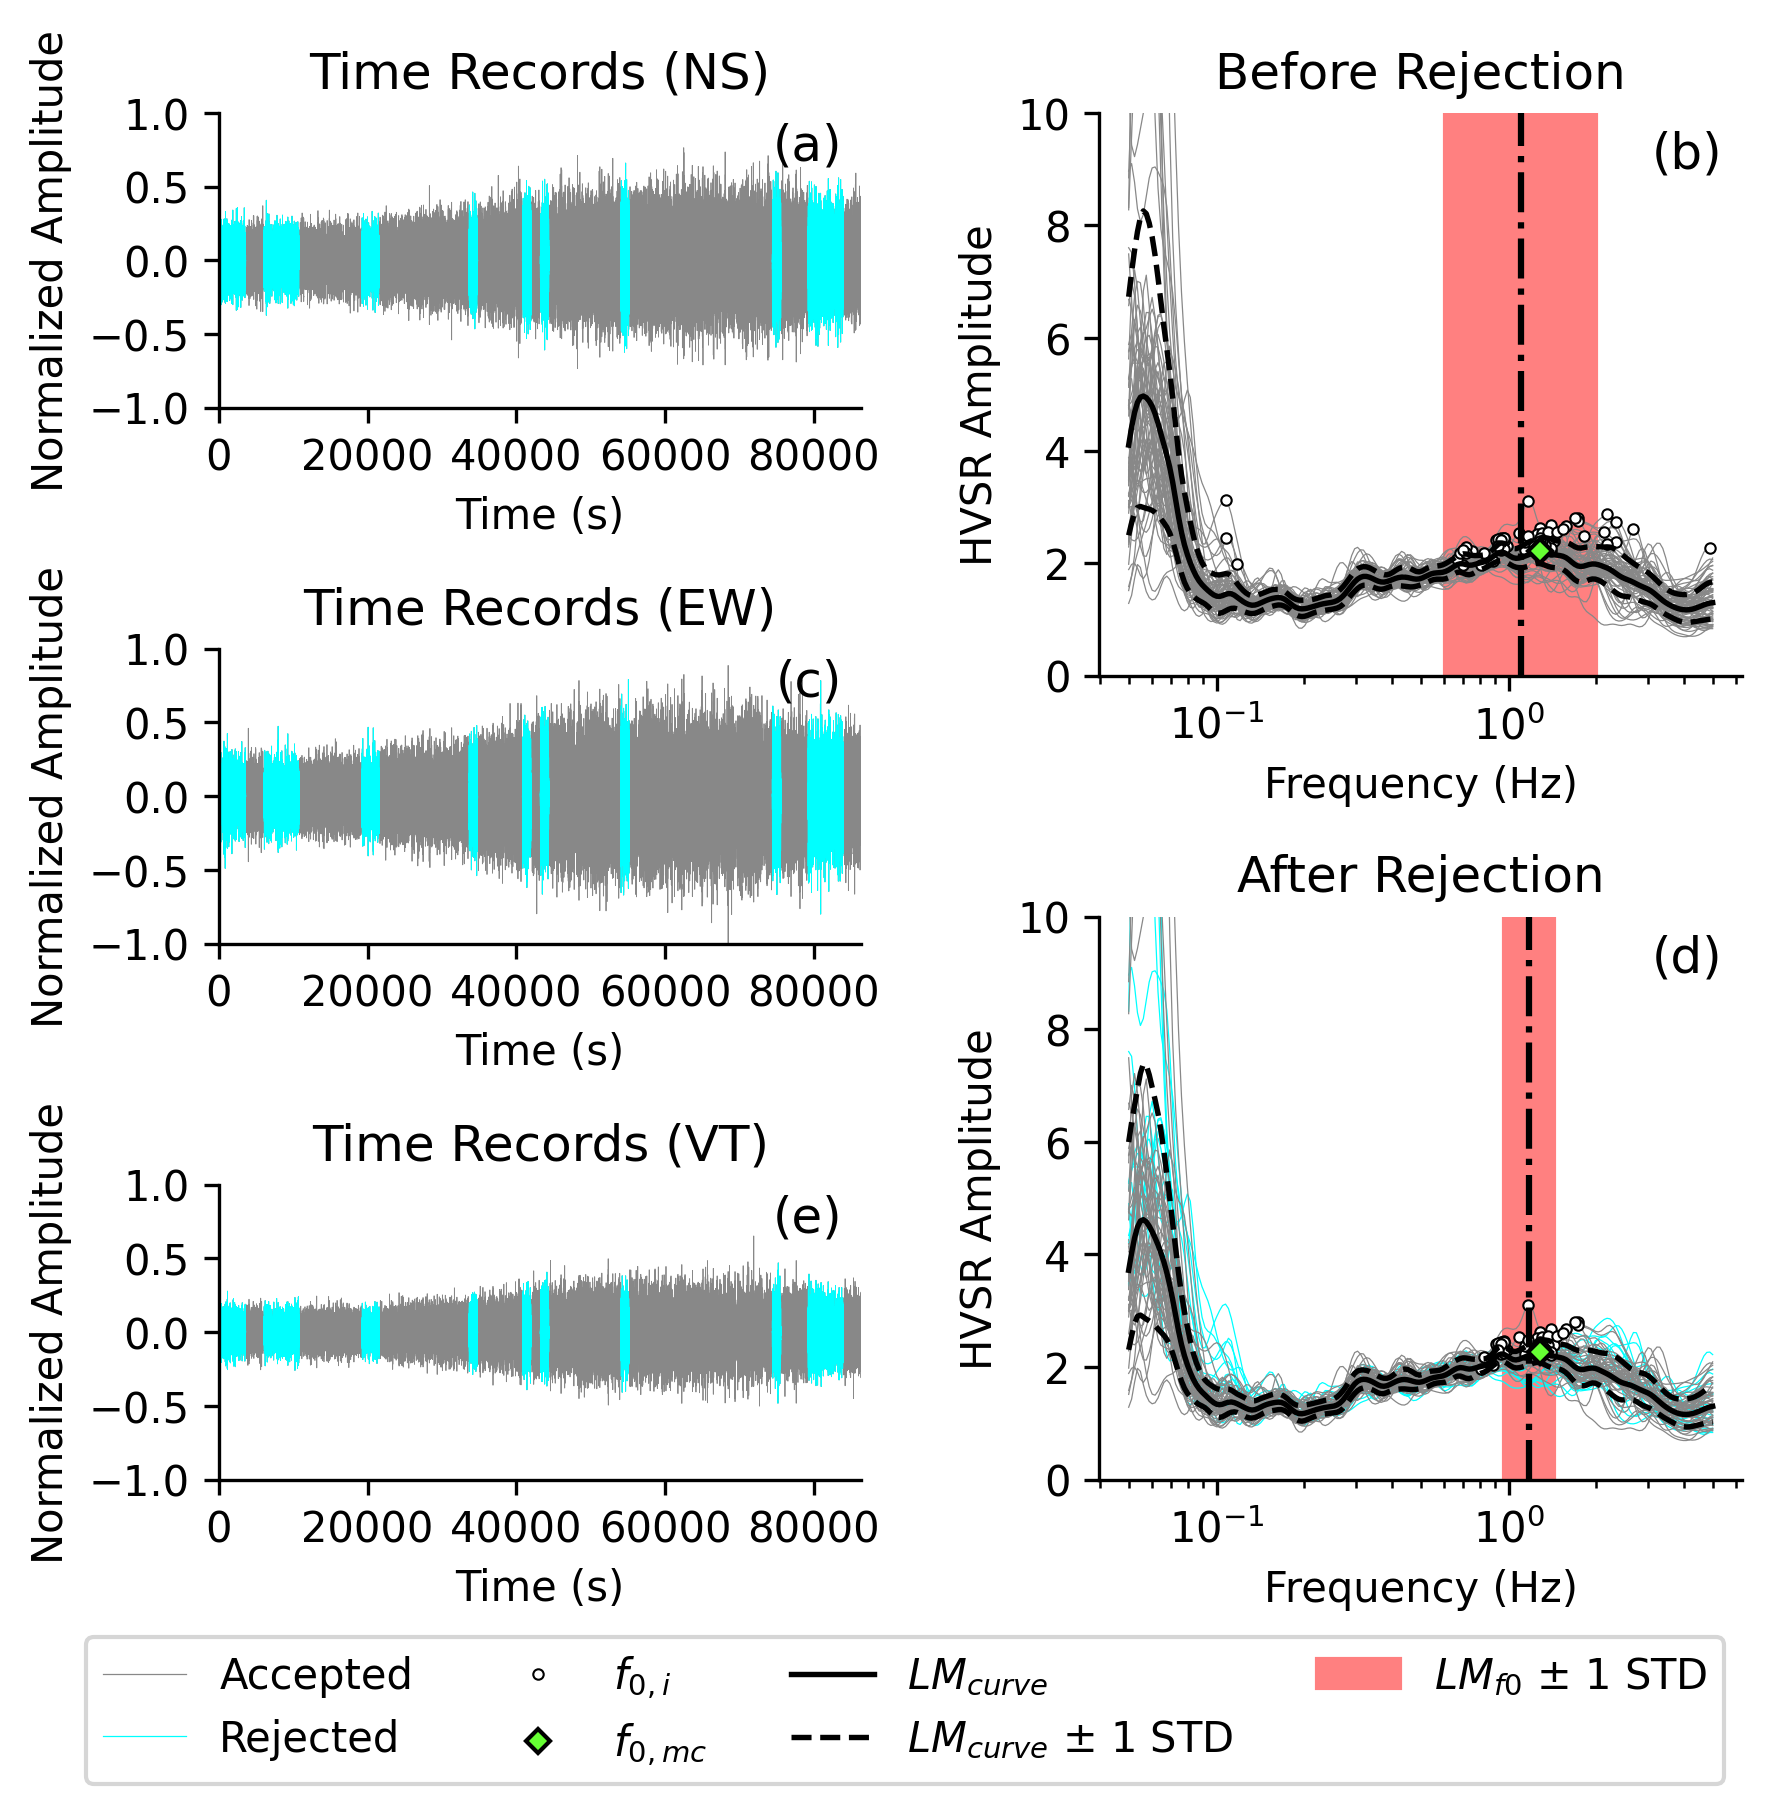 Time Records (NS)
Normalized Amplitude
1.0
0.5
0.0
−0.5
−1.0
(a)
0 20000 40000 60000 80000
Time (s)
Before Rejection
HVSR Amplitude
10
8
6
4
2
0
(b)
10⁻¹ 10⁰
Frequency (Hz)
Time Records (EW)
Normalized Amplitude
1.0
0.5
0.0
−0.5
−1.0
(c)
0 20000 40000 60000 80000
Time (s)
After Rejection
HVSR Amplitude
10
8
6
4
2
0
(d)
10⁻¹ 10⁰
Frequency (Hz)
Time Records (VT)
Normalized Amplitude
1.0
0.5
0.0
−0.5
−1.0
(e)
0 20000 40000 60000 80000
Time (s)
Accepted
Rejected
f0,i
f0,mc
LMcurve
LMcurve ± 1 STD
LMf0 ± 1 STD